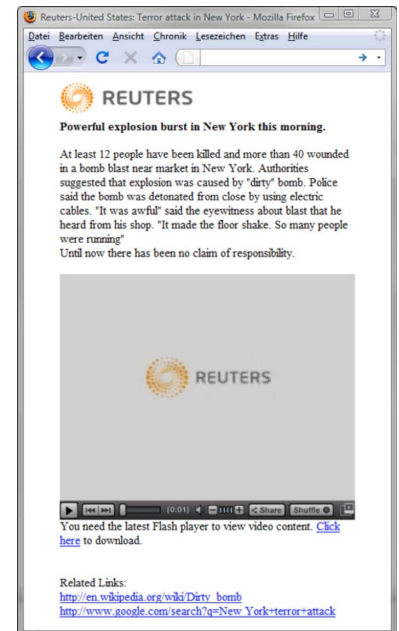 Reuters-United States: Terror attack in New York - Mozilla Firefox
Datei Bearbeiten Ansicht Chronik Lesezeichen Extras Hilfe
REUTERS
Powerful explosion burst in New York this morning.
At least 12 people have been killed and more than 40 wounded
in a bomb blast near market in New York. Authorities
suggested that explosion was caused by "dirty" bomb. Police
said the bomb was detonated from close by using electric
cables. "It was awful" said the eyewitness about blast that he
heard from his shop. "It made the floor shake. So many people
were running"
Until now there has been no claim of responsibility.
REUTERS
(0:01) Share Shuffle
You need the latest Flash player to view video content. Click
here to download.
Related Links:
http://en.wikipedia.org/wiki/Dirty_bomb
http://www.google.com/search?q=New York+terror+attack